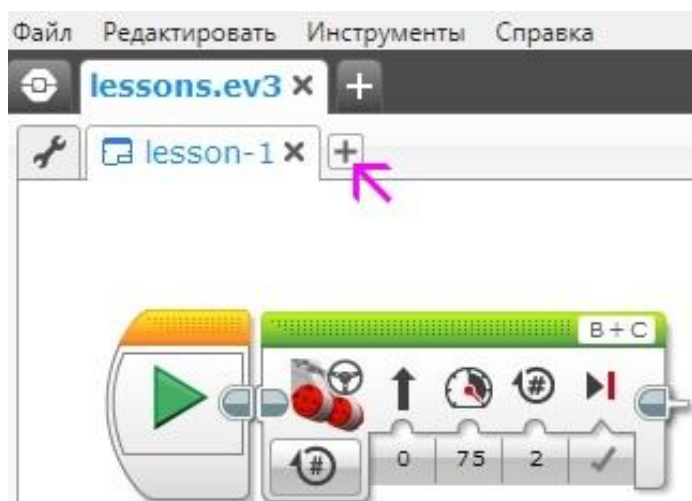 Файл Редактировать Инструменты Справка
lessons.ev3
lesson-1
B+C
#
#
0 75 2